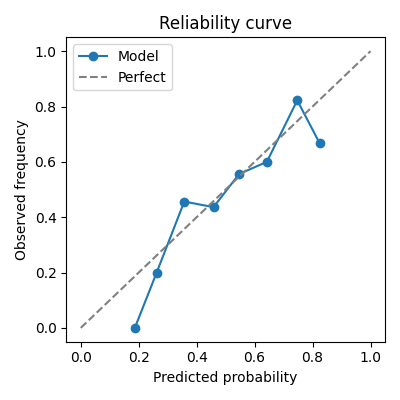 Reliability curve
Model
Perfect
Observed frequency
1.0
0.8
0.6
0.4
0.2
0.0
0.0 0.2 0.4 0.6 0.8 1.0
Predicted probability